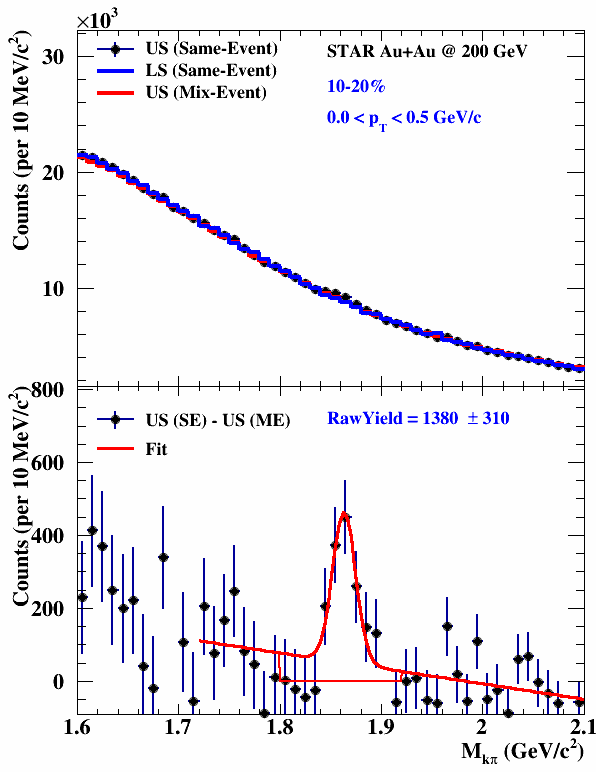 ×10³
Counts (per 10 MeV/c²)
US (Same-Event)
LS (Same-Event)
US (Mix-Event)
STAR Au+Au @ 200 GeV
10-20%
0.0 < p_T < 0.5 GeV/c
30
20
10
Counts (per 10 MeV/c²)
800
600
400
200
0
US (SE) - US (ME)
Fit
RawYield = 1380 ± 310
1.6 1.7 1.8 1.9 2 2.1
M_kπ (GeV/c²)